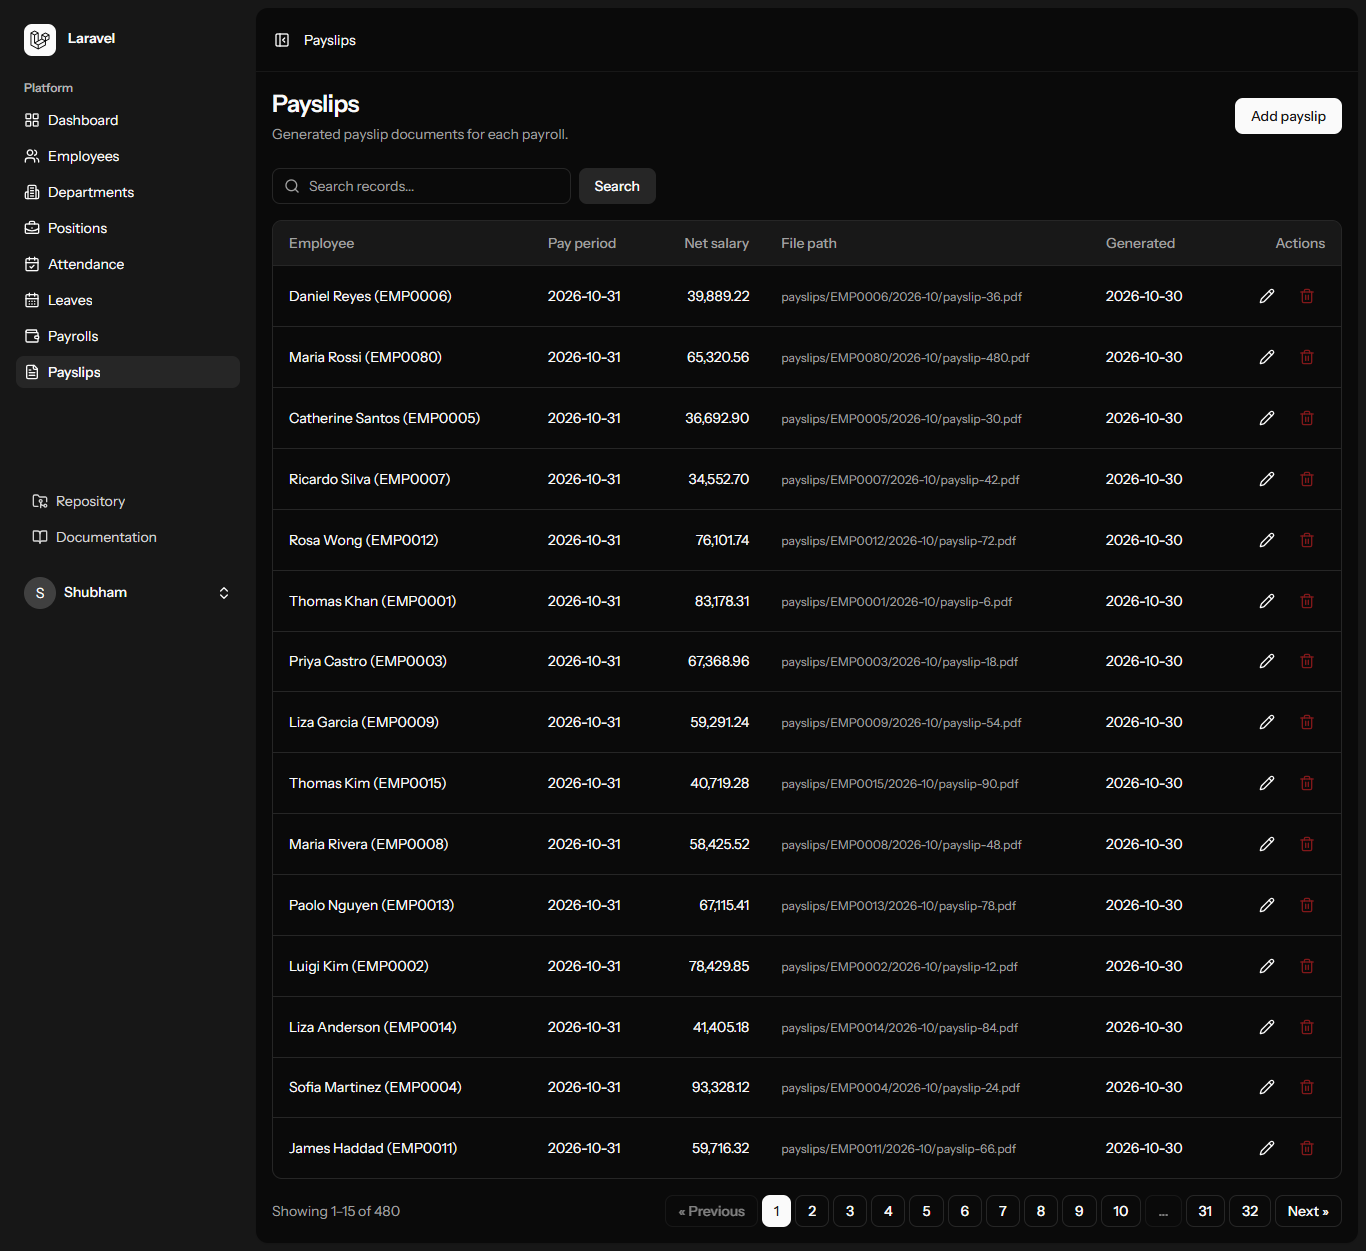 Laravel
Platform
Dashboard
Employees
Departments
Positions
Attendance
Leaves
Payrolls
Payslips
Repository
Documentation
S Shubham
Payslips
Payslips
Generated payslip documents for each payroll.
Add payslip
Search records... Search
Employee Pay period Net salary File path Generated Actions
Daniel Reyes (EMP0006) 2026-10-31 39,889.22 payslips/EMP0006/2026-10/payslip-36.pdf 2026-10-30
Maria Rossi (EMP0080) 2026-10-31 65,320.56 payslips/EMP0080/2026-10/payslip-480.pdf 2026-10-30
Catherine Santos (EMP0005) 2026-10-31 36,692.90 payslips/EMP0005/2026-10/payslip-30.pdf 2026-10-30
Ricardo Silva (EMP0007) 2026-10-31 34,552.70 payslips/EMP0007/2026-10/payslip-42.pdf 2026-10-30
Rosa Wong (EMP0012) 2026-10-31 76,101.74 payslips/EMP0012/2026-10/payslip-72.pdf 2026-10-30
Thomas Khan (EMP0001) 2026-10-31 83,178.31 payslips/EMP0001/2026-10/payslip-6.pdf 2026-10-30
Priya Castro (EMP0003) 2026-10-31 67,368.96 payslips/EMP0003/2026-10/payslip-18.pdf 2026-10-30
Liza Garcia (EMP0009) 2026-10-31 59,291.24 payslips/EMP0009/2026-10/payslip-54.pdf 2026-10-30
Thomas Kim (EMP0015) 2026-10-31 40,719.28 payslips/EMP0015/2026-10/payslip-90.pdf 2026-10-30
Maria Rivera (EMP0008) 2026-10-31 58,425.52 payslips/EMP0008/2026-10/payslip-48.pdf 2026-10-30
Paolo Nguyen (EMP0013) 2026-10-31 67,115.41 payslips/EMP0013/2026-10/payslip-78.pdf 2026-10-30
Luigi Kim (EMP0002) 2026-10-31 78,429.85 payslips/EMP0002/2026-10/payslip-12.pdf 2026-10-30
Liza Anderson (EMP0014) 2026-10-31 41,405.18 payslips/EMP0014/2026-10/payslip-84.pdf 2026-10-30
Sofia Martinez (EMP0004) 2026-10-31 93,328.12 payslips/EMP0004/2026-10/payslip-24.pdf 2026-10-30
James Haddad (EMP0011) 2026-10-31 59,716.32 payslips/EMP0011/2026-10/payslip-66.pdf 2026-10-30
Showing 1–15 of 480 « Previous 1 2 3 4 5 6 7 8 9 10 ... 31 32 Next »